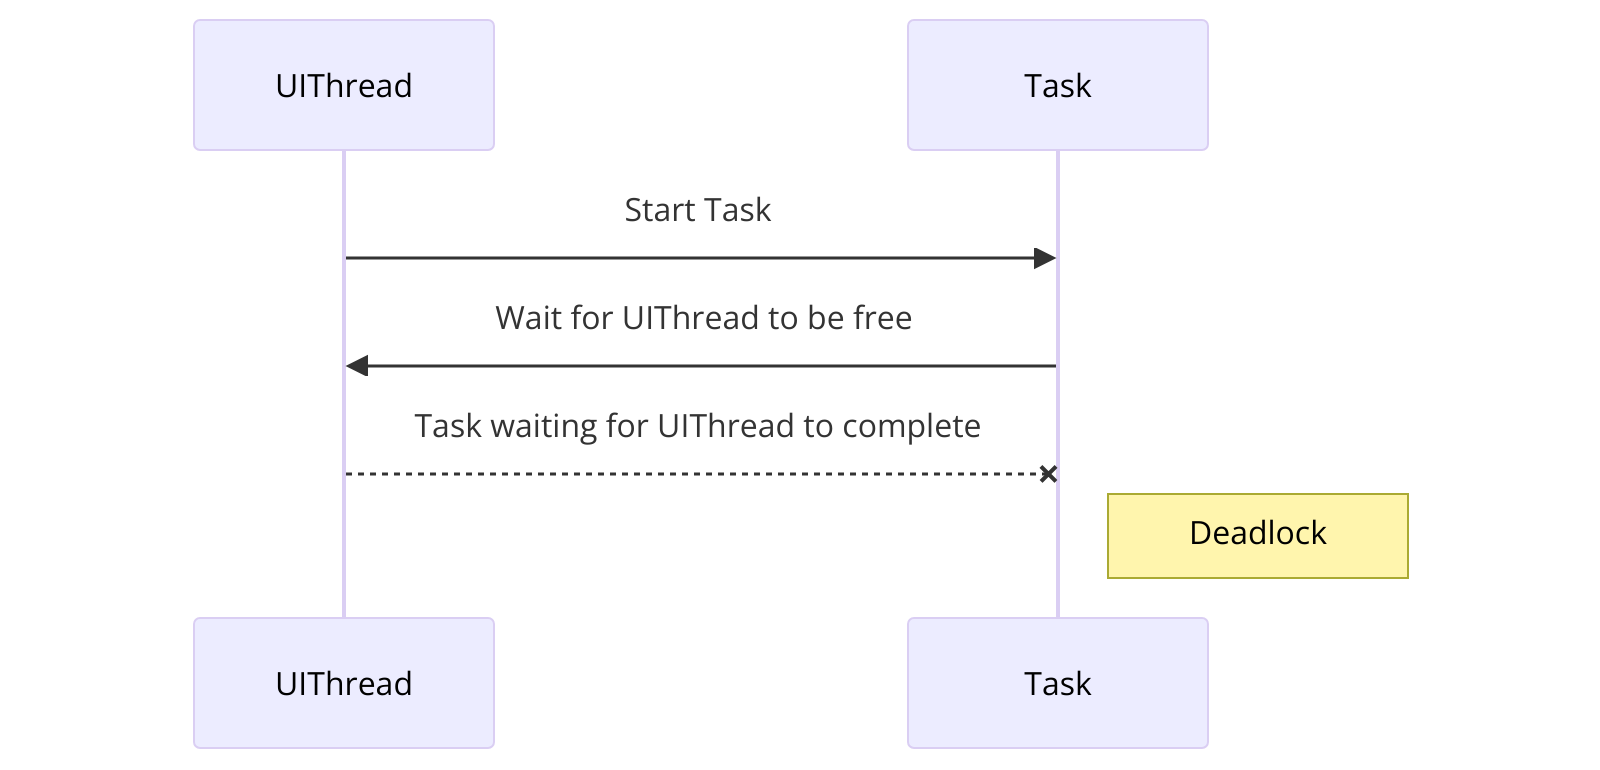 UIThread
Task
Start Task
Wait for UIThread to be free
Task waiting for UIThread to complete
Deadlock
UIThread
Task